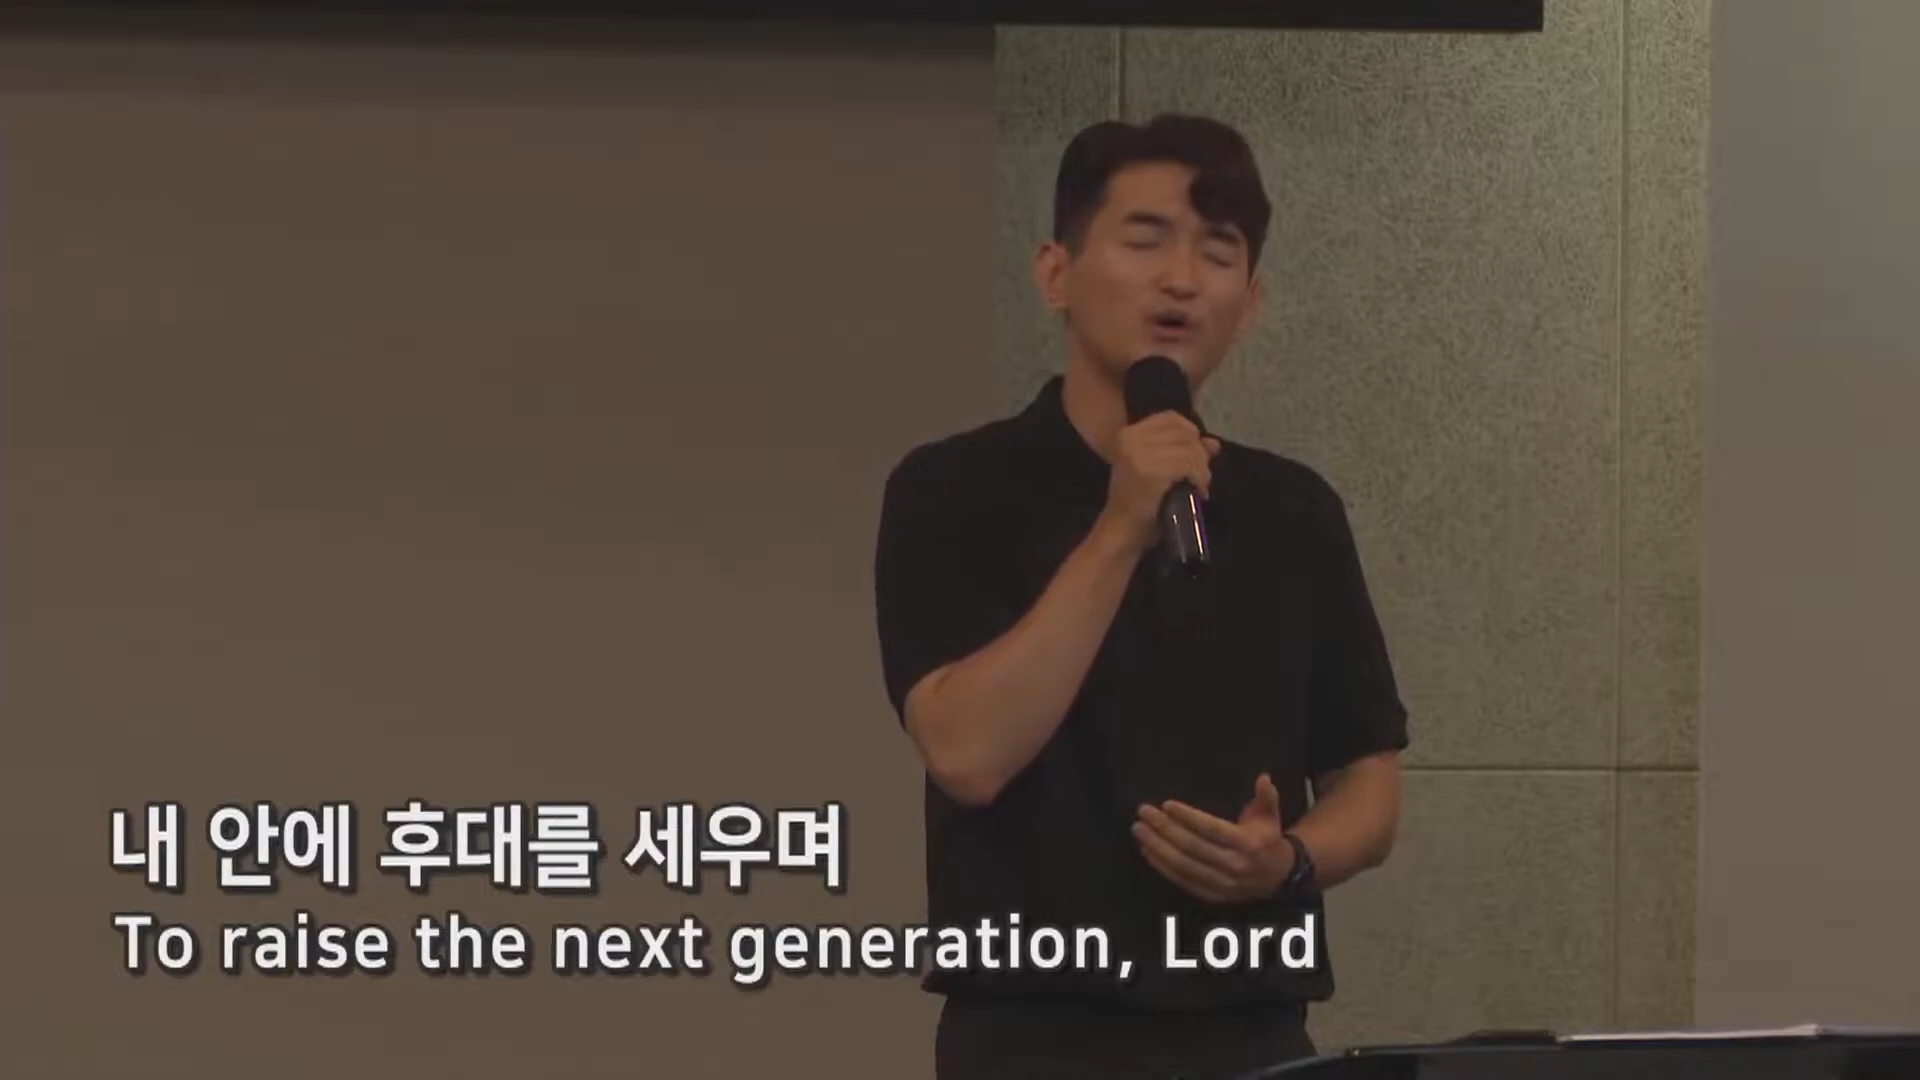 내 안에 후대를 세우며
To raise the next generation, Lord